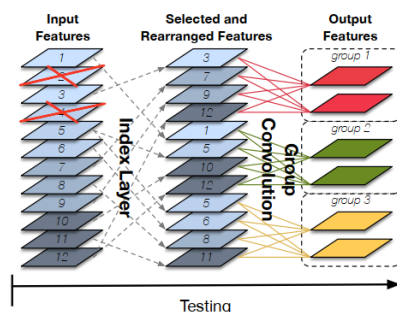 Input
Features
Selected and
Rearranged Features
Output
Features
1
2
3
4
5
6
7
8
9
10
11
12
Index Layer
3
7
9
12
1
5
10
12
5
6
8
11
Group
Convolution
group 1
group 2
group 3
Testing